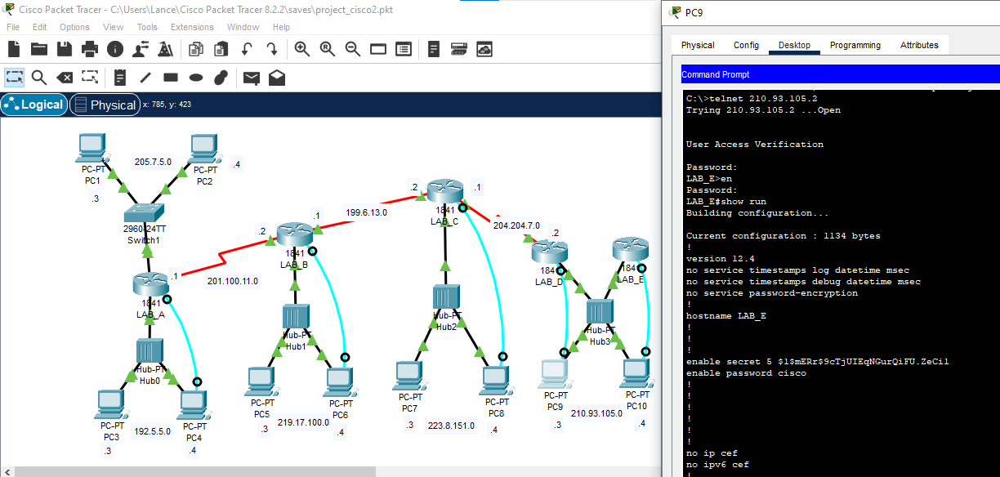 Cisco Packet Tracer - C:\Users\Lance\Cisco Packet Tracer 8.2.2\saves\project_cisco2.pkt
File Edit Options View Tools Extensions Window Help
Logical Physical x: 785, y: 423
PC-PT
PC1
.3
205.7.5.0
PC-PT
PC2
.4
2960-24TT
Switch1
.1
1841
LAB_A
201.100.11.0
Hub-PT
Hub0
PC-PT
PC3
.3
192.5.5.0
PC-PT
PC4
.4
.2
.1
1841
LAB_B
199.6.13.0
Hub-PT
Hub1
PC-PT
PC5
.3
219.17.100.0
PC-PT
PC6
.4
.2
.1
1841
LAB_C
204.204.7.0
Hub-PT
Hub2
PC-PT
PC7
.3
223.8.151.0
PC-PT
PC8
.4
.2
1841
LAB_D
1841
LAB_E
Hub-PT
Hub3
PC-PT
PC9
.3
210.93.105.0
PC-PT
PC10
.4
PC9
Physical Config Desktop Programming Attributes
Command Prompt
C:\>telnet 210.93.105.2
Trying 210.93.105.2 ...Open
User Access Verification
Password:
LAB_E>en
Password:
LAB_E#show run
Building configuration...
Current configuration : 1134 bytes
!
version 12.4
no service timestamps log datetime msec
no service timestamps debug datetime msec
no service password-encryption
!
hostname LAB_E
!
!
!
enable secret 5 $1$mERr$9cTjUIEqNGurQiFU.ZeCi1
enable password cisco
!
!
!
!
!
!
no ip cef
no ipv6 cef
!